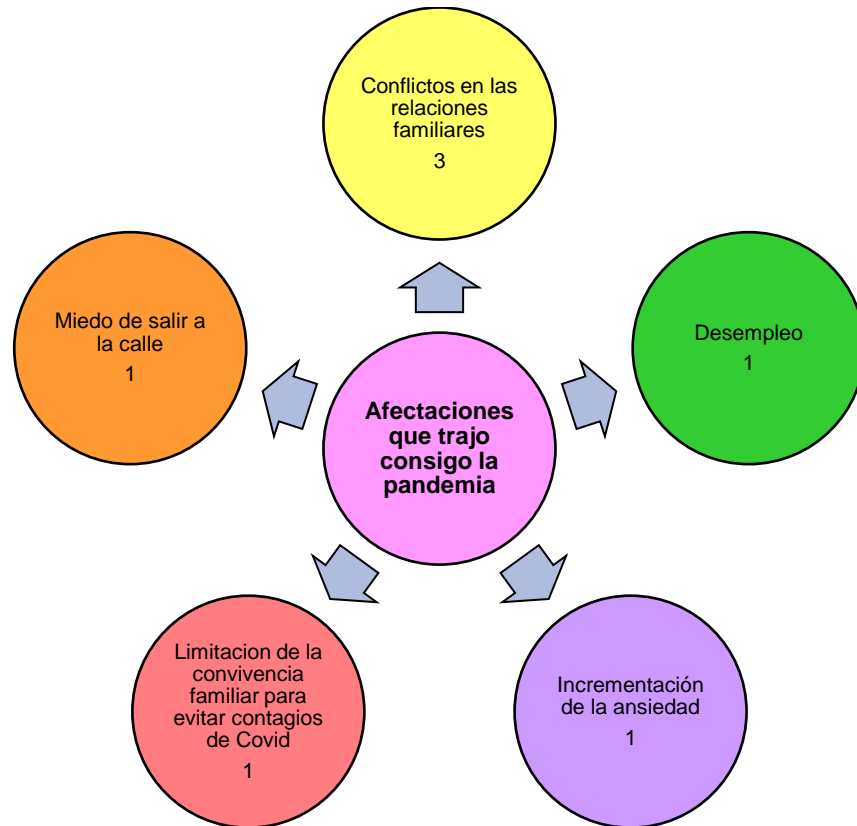 Conflictos en las
relaciones
familiares
3
Desempleo
1
Incrementación
de la ansiedad
1
Limitacion de la
convivencia
familiar para
evitar contagios
de Covid
1
Miedo de salir a
la calle
1
Afectaciones
que trajo
consigo la
pandemia